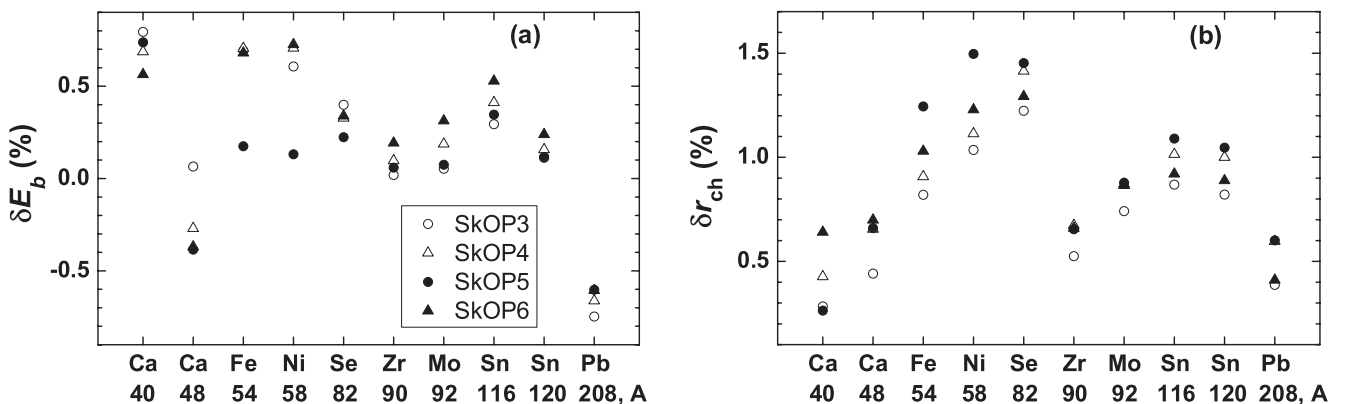 (a)
0.5
0.0
-0.5
δE_b (%)
SkOP3
SkOP4
SkOP5
SkOP6
Ca Ca Fe Ni Se Zr Mo Sn Sn Pb
40 48 54 58 82 90 92 116 120 208, A
(b)
1.5
1.0
0.5
δr_ch (%)
Ca Ca Fe Ni Se Zr Mo Sn Sn Pb
40 48 54 58 82 90 92 116 120 208, A